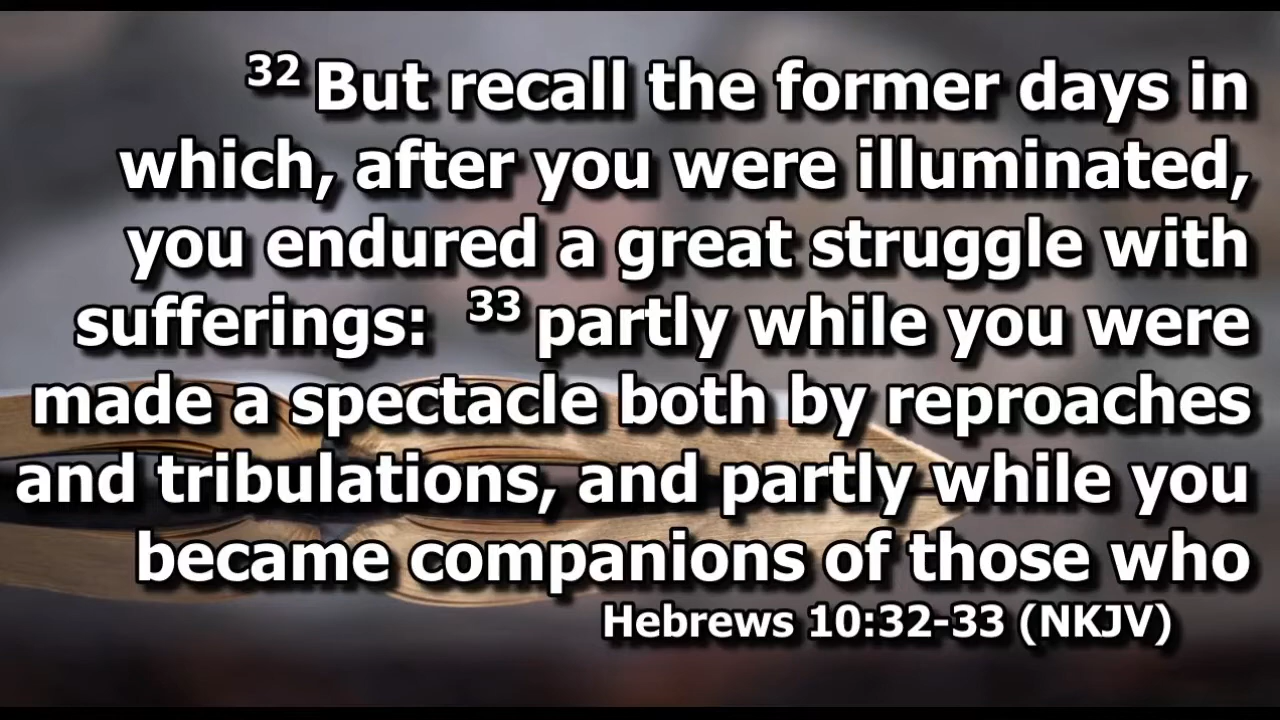 32 But recall the former days in
which, after you were illuminated,
you endured a great struggle with
sufferings: 33 partly while you were
made a spectacle both by reproaches
and tribulations, and partly while you
became companions of those who
Hebrews 10:32-33 (NKJV)